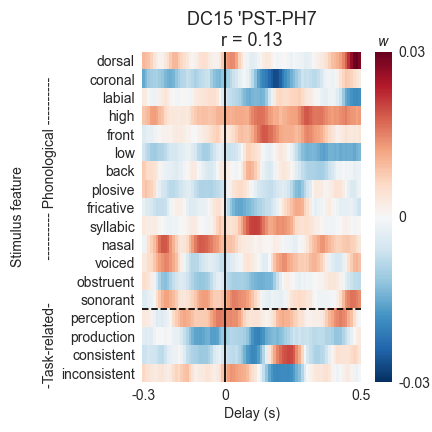 DC15 'PST-PH7
r = 0.13
w
dorsal
coronal
labial
high
front
low
back
plosive
fricative
syllabic
nasal
voiced
obstruent
sonorant
perception
production
consistent
inconsistent
Stimulus feature
---------- Phonological ----------
-Task-related-
-0.3
0
0.5
Delay (s)
0.03
0
-0.03